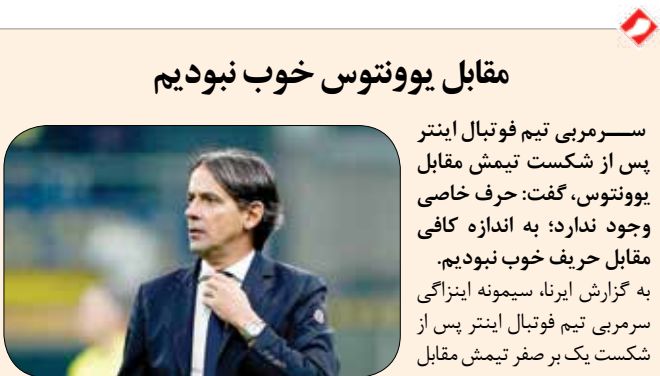 مقابل یوونتوس خوب نبودیم
ســرمربی تیم فوتبال اینتر
پس از شکست تیمش مقابل
یوونتوس، گفت: حرف خاصی
وجود ندارد؛ به اندازه کافی
مقابل حریف خوب نبودیم.
به گزارش ایرنا، سیمونه اینزاگی
سرمربی تیم فوتبال اینتر پس از
شکست یک بر صفر تیمش مقابل